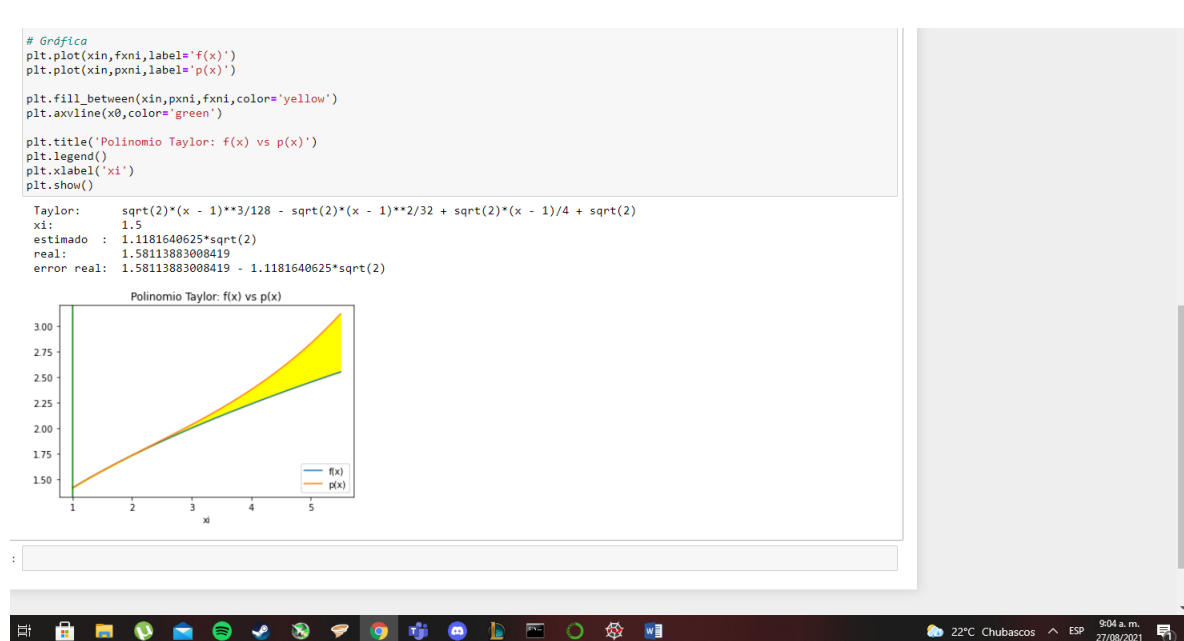 # Gráfica
plt.plot(xin,fxni,label='f(x)')
plt.plot(xin,pxni,label='p(x)')
plt.fill_between(xin,pxni,fxni,color='yellow')
plt.axvline(x0,color='green')
plt.title('Polinomio Taylor: f(x) vs p(x)')
plt.legend()
plt.xlabel('xi')
plt.show()
Taylor: sqrt(2)*(x - 1)**3/128 - sqrt(2)*(x - 1)**2/32 + sqrt(2)*(x - 1)/4 + sqrt(2)
xi: 1.5
estimado : 1.1181640625*sqrt(2)
real: 1.58113883008419
error real: 1.58113883008419 - 1.1181640625*sqrt(2)
Polinomio Taylor: f(x) vs p(x)
3.00
2.75
2.50
2.25
2.00
1.75
1.50
f(x)
p(x)
1 2 3 4 5
xi
:
22°C Chubascos ESP 9:04 a. m.
27/08/2021